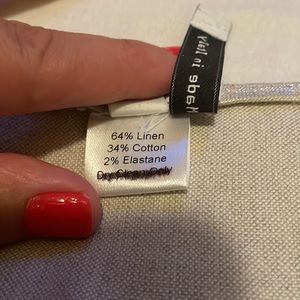 Made in Italy
64% Linen
34% Cotton
2% Elastane
Dry Clean Only